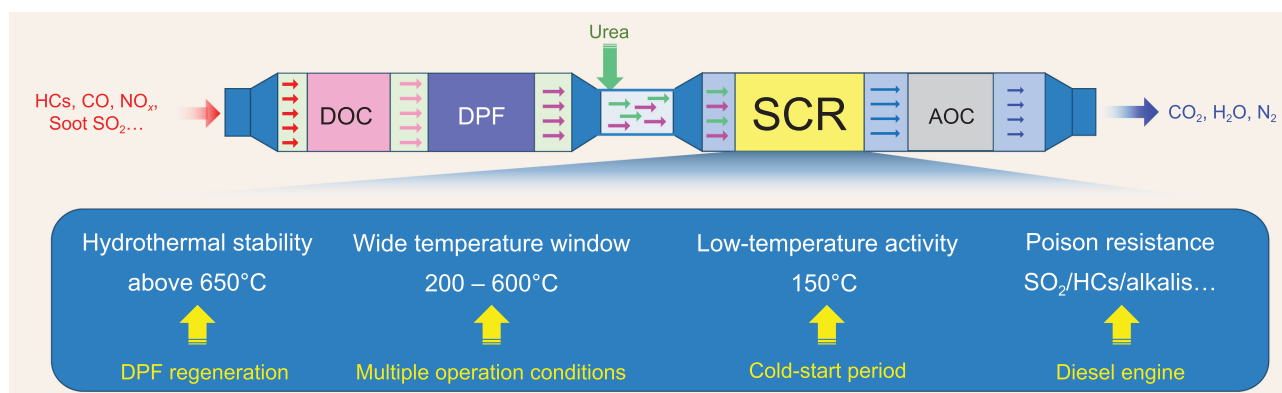 Urea
HCs, CO, NOₓ,
Soot SO₂…
DOC
DPF
SCR
AOC
CO₂, H₂O, N₂
Hydrothermal stability
above 650°C
DPF regeneration
Wide temperature window
200 – 600°C
Multiple operation conditions
Low-temperature activity
150°C
Cold-start period
Poison resistance
SO₂/HCs/alkalis…
Diesel engine